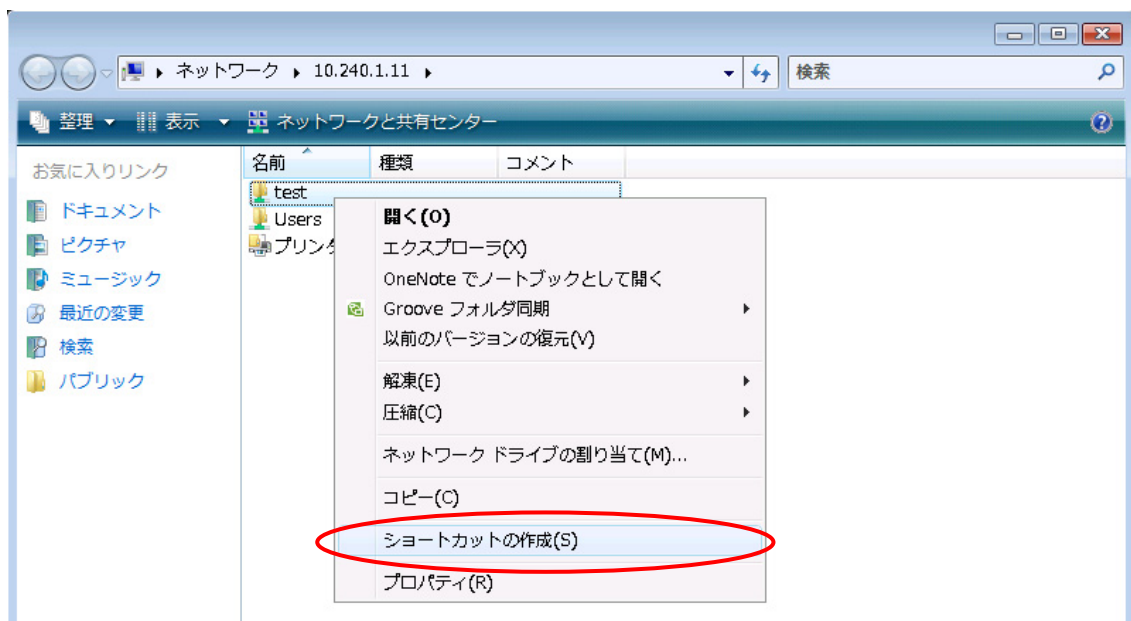 ネットワーク ▸ 10.240.1.11 ▸
検索
整理 表示 ネットワークと共有センター
お気に入りリンク
ドキュメント
ピクチャ
ミュージック
最近の変更
検索
パブリック
名前 種類 コメント
test
Users
プリンタ
開く(O)
エクスプローラ(X)
OneNote でノートブックとして開く
Groove フォルダ同期
以前のバージョンの復元(V)
解凍(E)
圧縮(C)
ネットワーク ドライブの割り当て(M)...
コピー(C)
ショートカットの作成(S)
プロパティ(R)